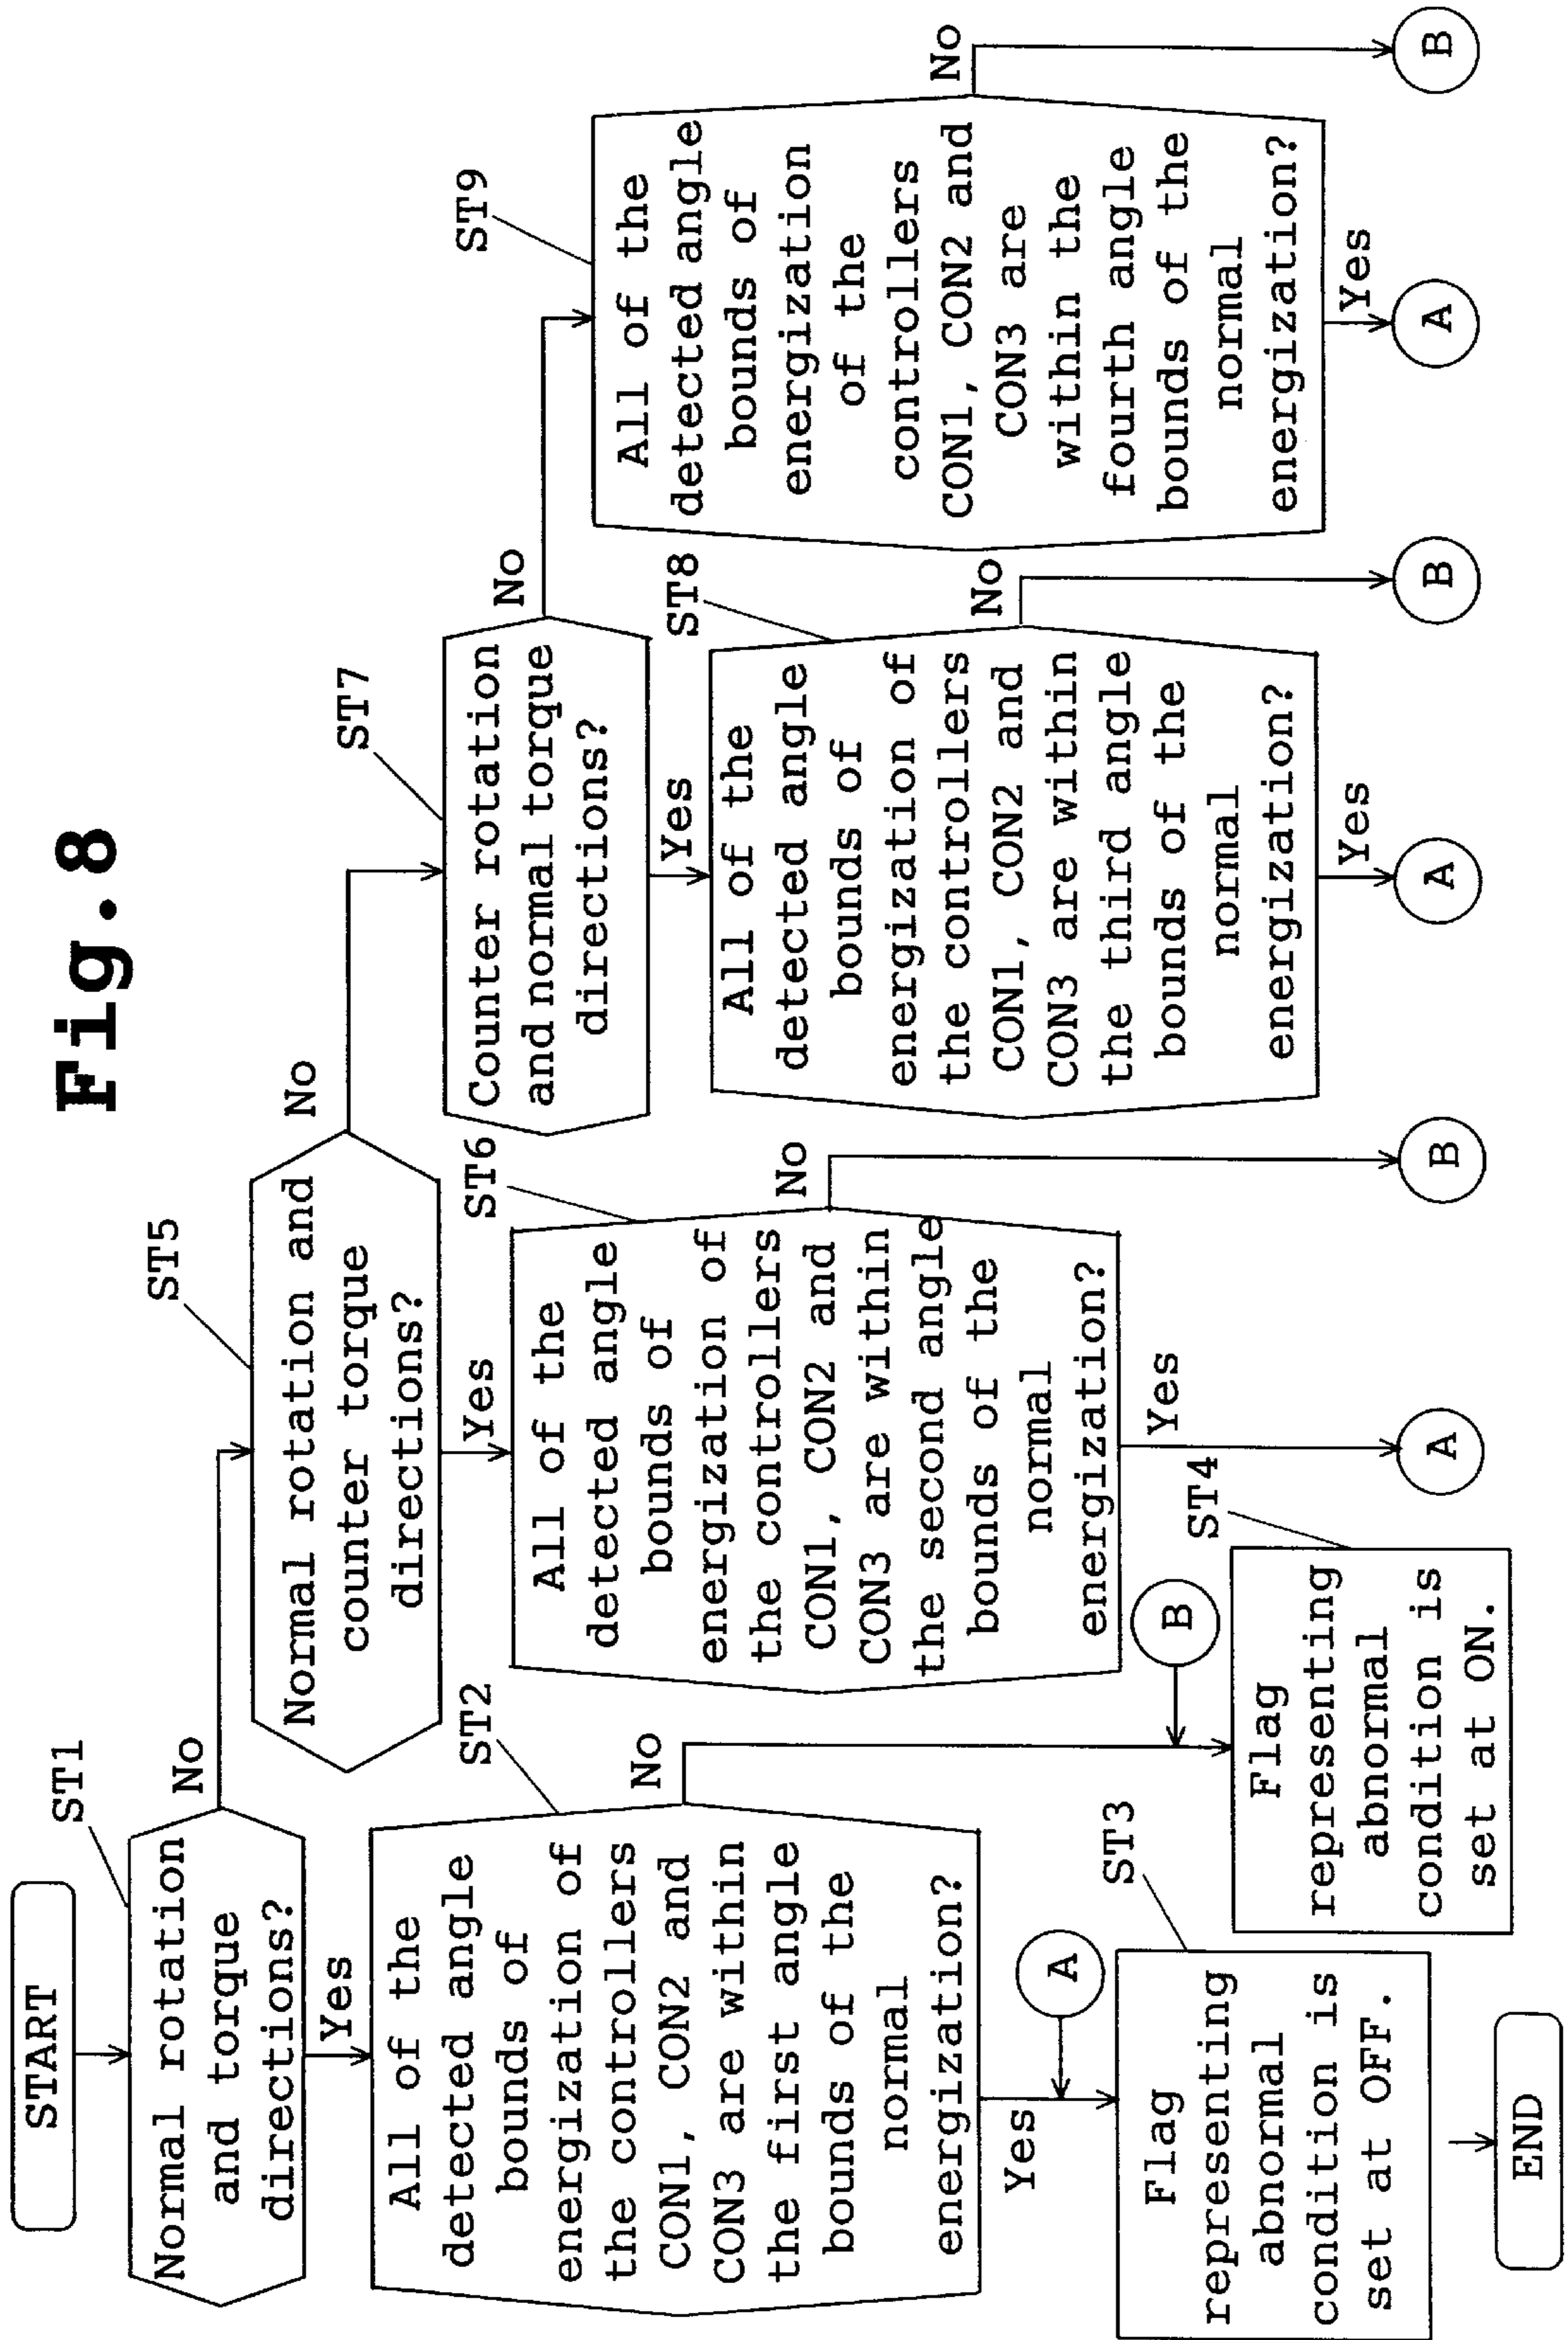 Fig.8
START
ST1
Normal rotation
and torque
directions?
No
Yes
ST2
All of the
detected angle
bounds of
energization of
the controllers
CON1, CON2 and
CON3 are within
the first angle
bounds of the
normal
energization?
No
Yes
A
ST3
Flag
representing
abnormal
condition is
set at OFF.
END
B
ST4
Flag
representing
abnormal
condition is
set at ON.
ST5
Normal rotation and
counter torque
directions?
No
Yes
ST6
All of the
detected angle
bounds of
energization of
the controllers
CON1, CON2 and
CON3 are within
the second angle
bounds of the
normal
energization?
No
B
Yes
A
ST7
Counter rotation
and normal torque
directions?
No
Yes
ST8
All of the
detected angle
bounds of
energization of
the controllers
CON1, CON2 and
CON3 are within
the third angle
bounds of the
normal
energization?
No
B
Yes
A
ST9
All of the
detected angle
bounds of
energization
of the
controllers
CON1, CON2 and
CON3 are
within the
fourth angle
bounds of the
normal
energization?
No
B
Yes
A